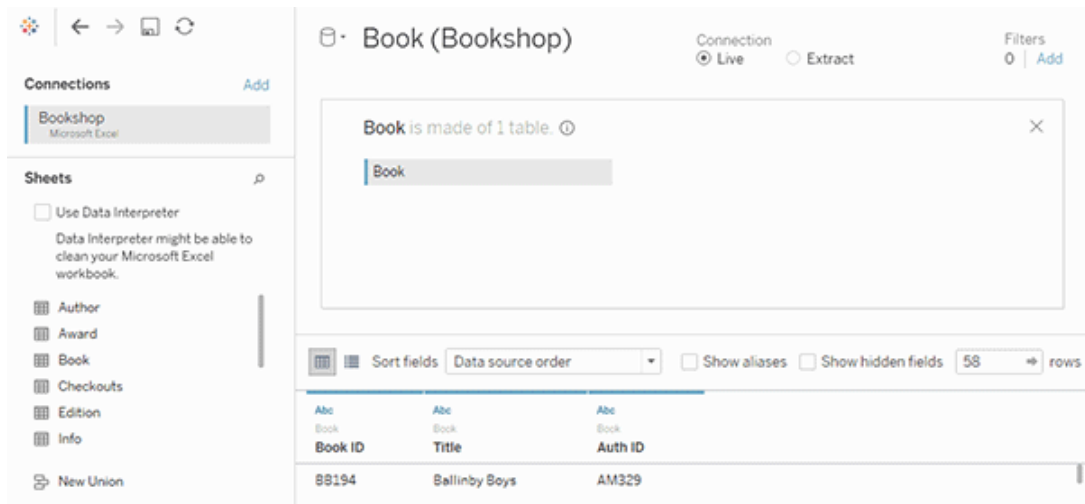 Connections
Add
Bookshop
Microsoft Excel
Sheets
Use Data Interpreter
Data Interpreter might be able to
clean your Microsoft Excel
workbook.
Author
Award
Book
Checkouts
Edition
Info
New Union
Book (Bookshop)
Connection
Live Extract
Filters
0 Add
Book is made of 1 table.
Book
Sort fields Data source order Show aliases Show hidden fields 58 rows
Abc Abc Abc
Book Book Book
Book ID Title Auth ID
BB194 Ballinby Boys AM329